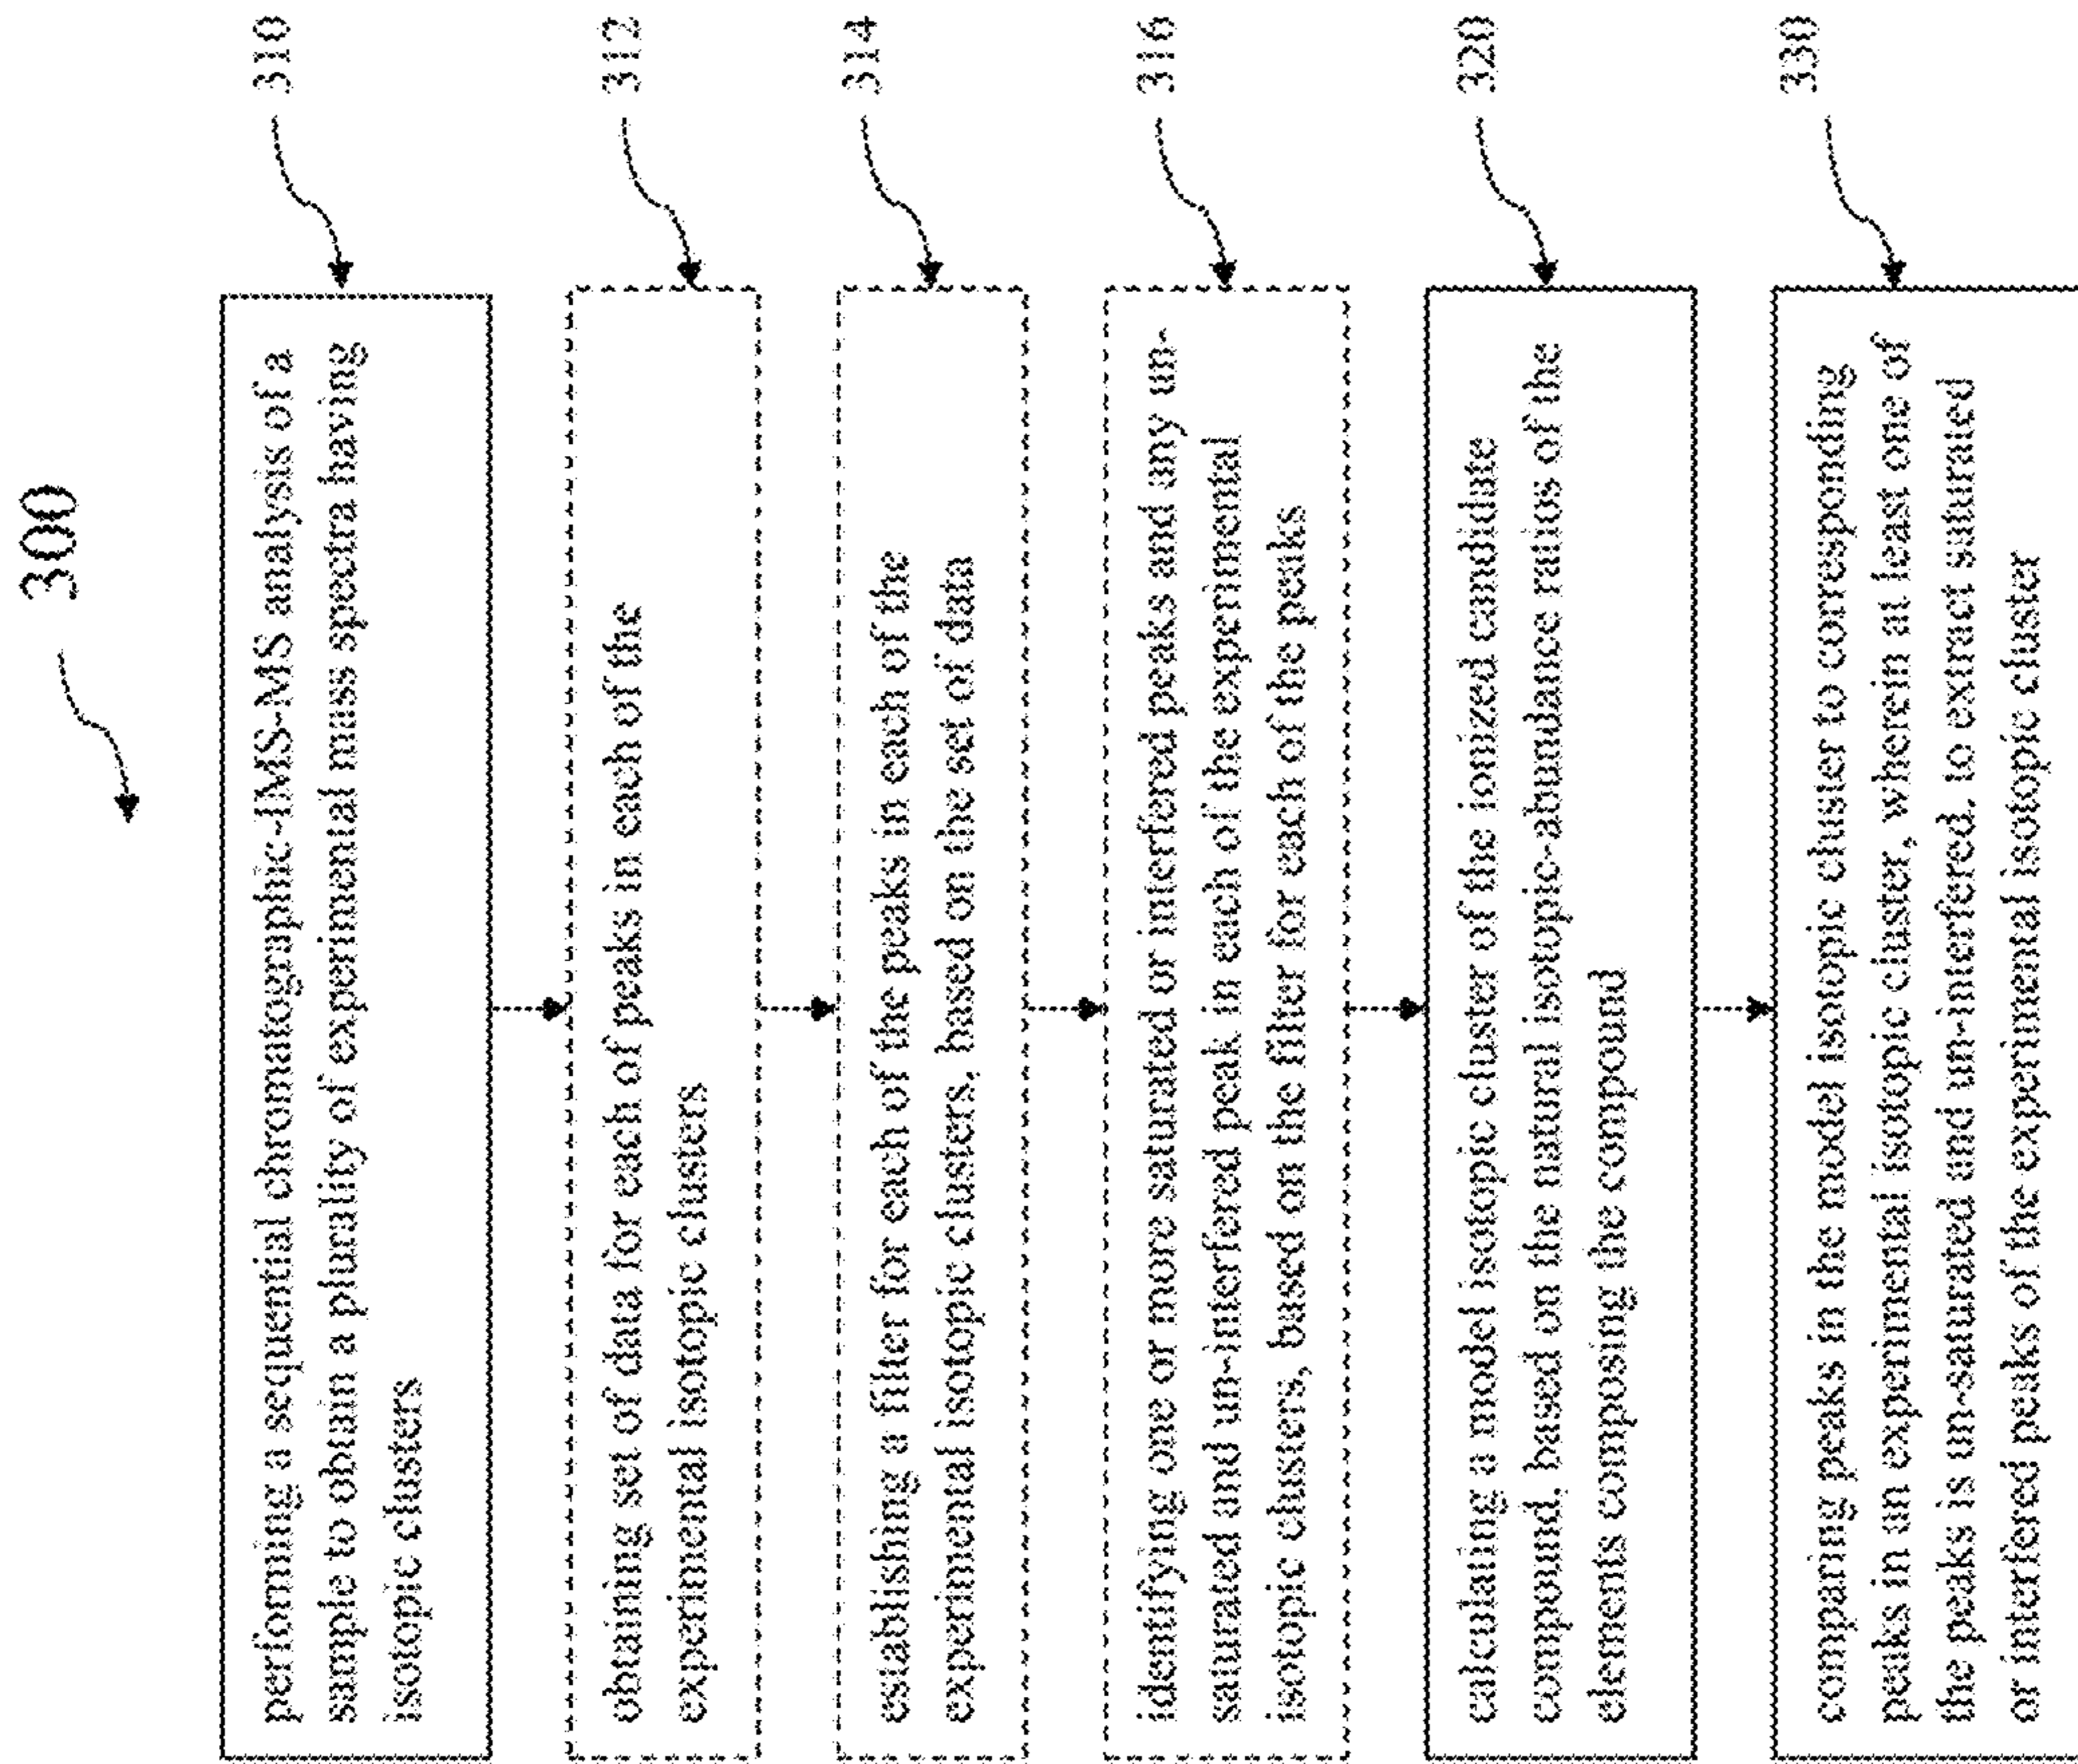 300
310
performing a sequential chromatographic-IMS-MS analysis of a
sample to obtain a plurality of experimental mass spectra having
isotopic clusters
312
obtaining set of data for each of peaks in each of the
experimental isotopic clusters
314
establishing a filter for each of the peaks in each of the
experimental isotopic clusters, based on the set of data
316
identifying one or more saturated or interfered peaks and any un-
saturated and un-interfered peak in each of the experimental
isotopic clusters, based on the filter for each of the peaks
320
calculating a model isotopic cluster of the ionized candidate
compound, based on the natural isotopic-abundance ratios of the
elements composing the compound
330
comparing peaks in the model isotopic cluster to corresponding
peaks in an experimental isotopic cluster, wherein at least one of
the peaks is un-saturated and un-interfered, to extract saturated
or interfered peaks of the experimental isotopic cluster